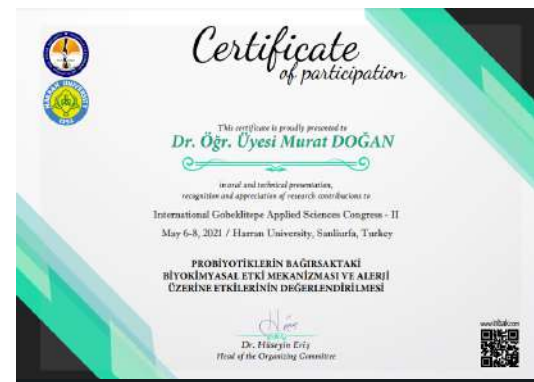 Certificate
of participation
This certificate is proudly presented to
Dr. Öğr. Üyesi Murat DOĞAN
in oral and technical presentation,
recognition and appreciation of research contributions to
International Gobeklitepe Applied Sciences Congress - II
May 6-8, 2021 / Harran University, Sanliurfa, Turkey
PROBİYOTİKLERİN BAĞIRSAKTAKİ
BİYOKİMYASAL ETKİ MEKANİZMASI VE ALERJİ
ÜZERİNE ETKİLERİNİN DEĞERLENDİRİLMESİ
Dr. Hüseyin Eriş
Head of the Organizing Committee
HARRAN UNIVERSITY
1992